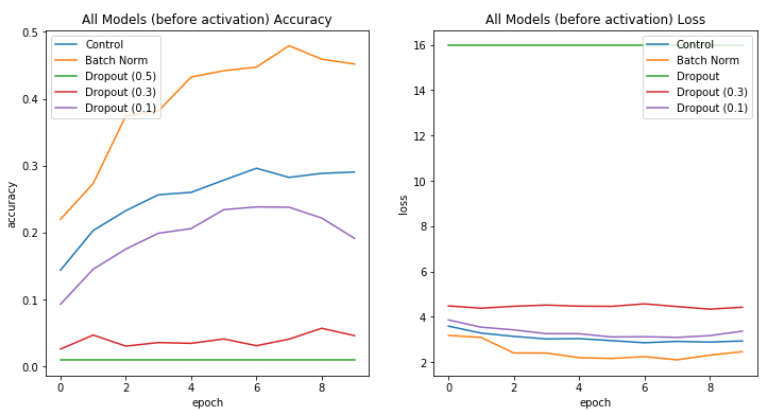 All Models (before activation) Accuracy
0.5
0.4
0.3
0.2
0.1
0.0
accuracy
Control
Batch Norm
Dropout (0.5)
Dropout (0.3)
Dropout (0.1)
0 2 4 6 8
epoch
All Models (before activation) Loss
16
14
12
10
8
6
4
2
loss
Control
Batch Norm
Dropout
Dropout (0.3)
Dropout (0.1)
0 2 4 6 8
epoch